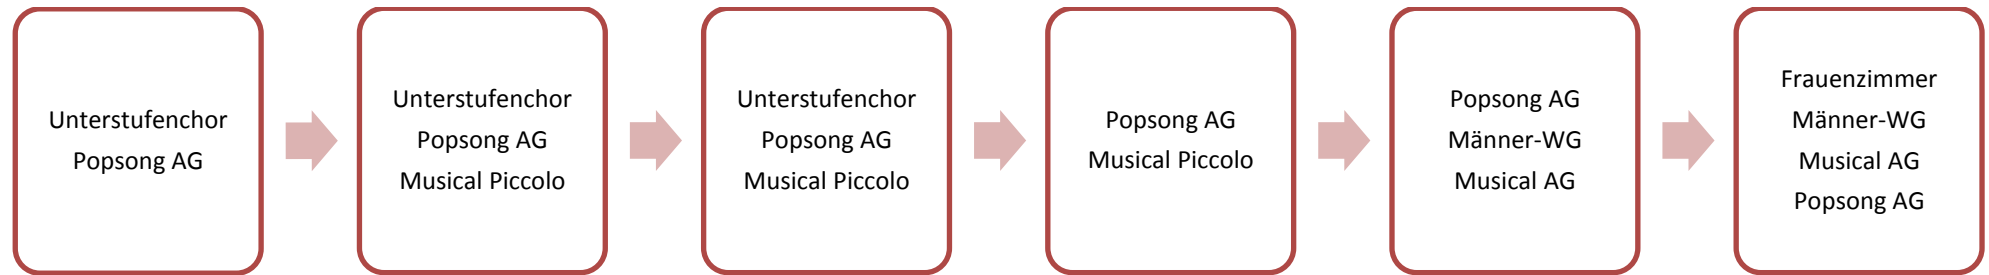 Unterstufenchor
Popsong AG
Unterstufenchor
Popsong AG
Musical Piccolo
Unterstufenchor
Popsong AG
Musical Piccolo
Popsong AG
Musical Piccolo
Popsong AG
Männer-WG
Musical AG
Frauenzimmer
Männer-WG
Musical AG
Popsong AG